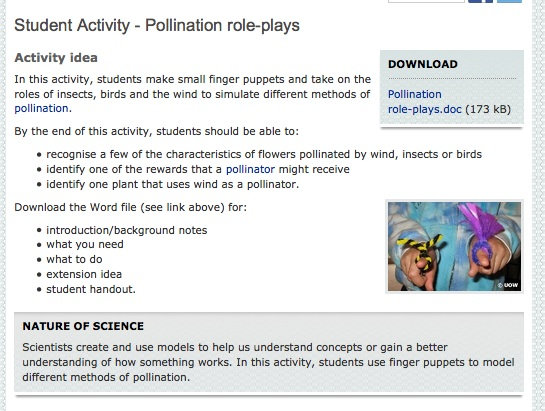 Student Activity - Pollination role-plays
Activity idea
In this activity, students make small finger puppets and take on the
roles of insects, birds and the wind to simulate different methods of
pollination.
By the end of this activity, students should be able to:
• recognise a few of the characteristics of flowers pollinated by wind, insects or birds
• identify one of the rewards that a pollinator might receive
• identify one plant that uses wind as a pollinator.
Download the Word file (see link above) for:
• introduction/background notes
• what you need
• what to do
• extension idea
• student handout.
DOWNLOAD
Pollination
role-plays.doc (173 kB)
© UOW
NATURE OF SCIENCE
Scientists create and use models to help us understand concepts or gain a better
understanding of how something works. In this activity, students use finger puppets to model
different methods of pollination.